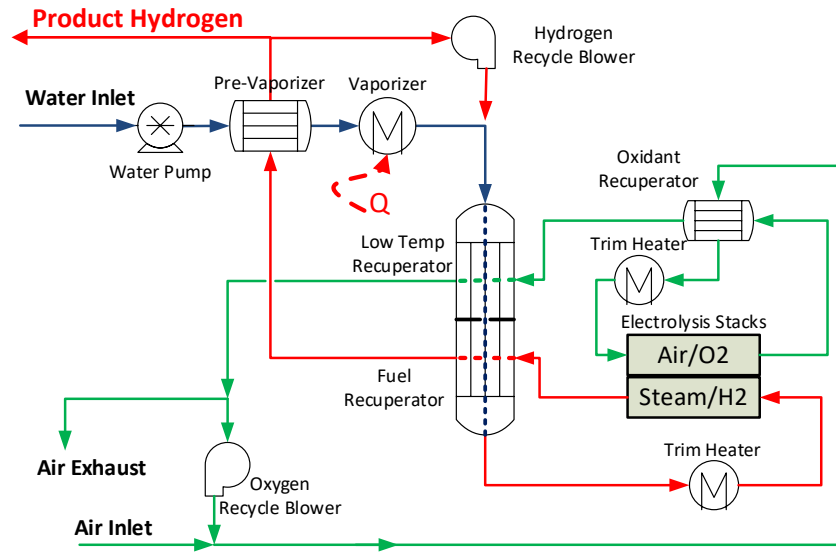 Product Hydrogen
Hydrogen
Recycle Blower
Pre-Vaporizer
Vaporizer
Water Inlet
Water Pump
Q
Oxidant
Recuperator
Low Temp
Recuperator
Trim Heater
Electrolysis Stacks
Air/O2
Steam/H2
Fuel
Recuperator
Trim Heater
Air Exhaust
Oxygen
Recycle Blower
Air Inlet